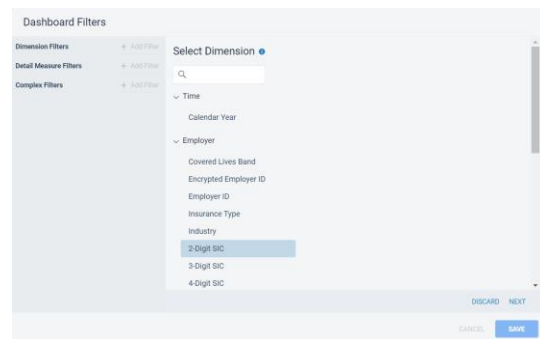 Dashboard Filters
Dimension Filters + Add Filter
Detail Measure Filters + Add Filter
Complex Filters + Add Filter
Select Dimension
Time
Calendar Year
Employer
Covered Lives Band
Encrypted Employer ID
Employer ID
Insurance Type
Industry
2-Digit SIC
3-Digit SIC
4-Digit SIC
DISCARD NEXT
CANCEL SAVE